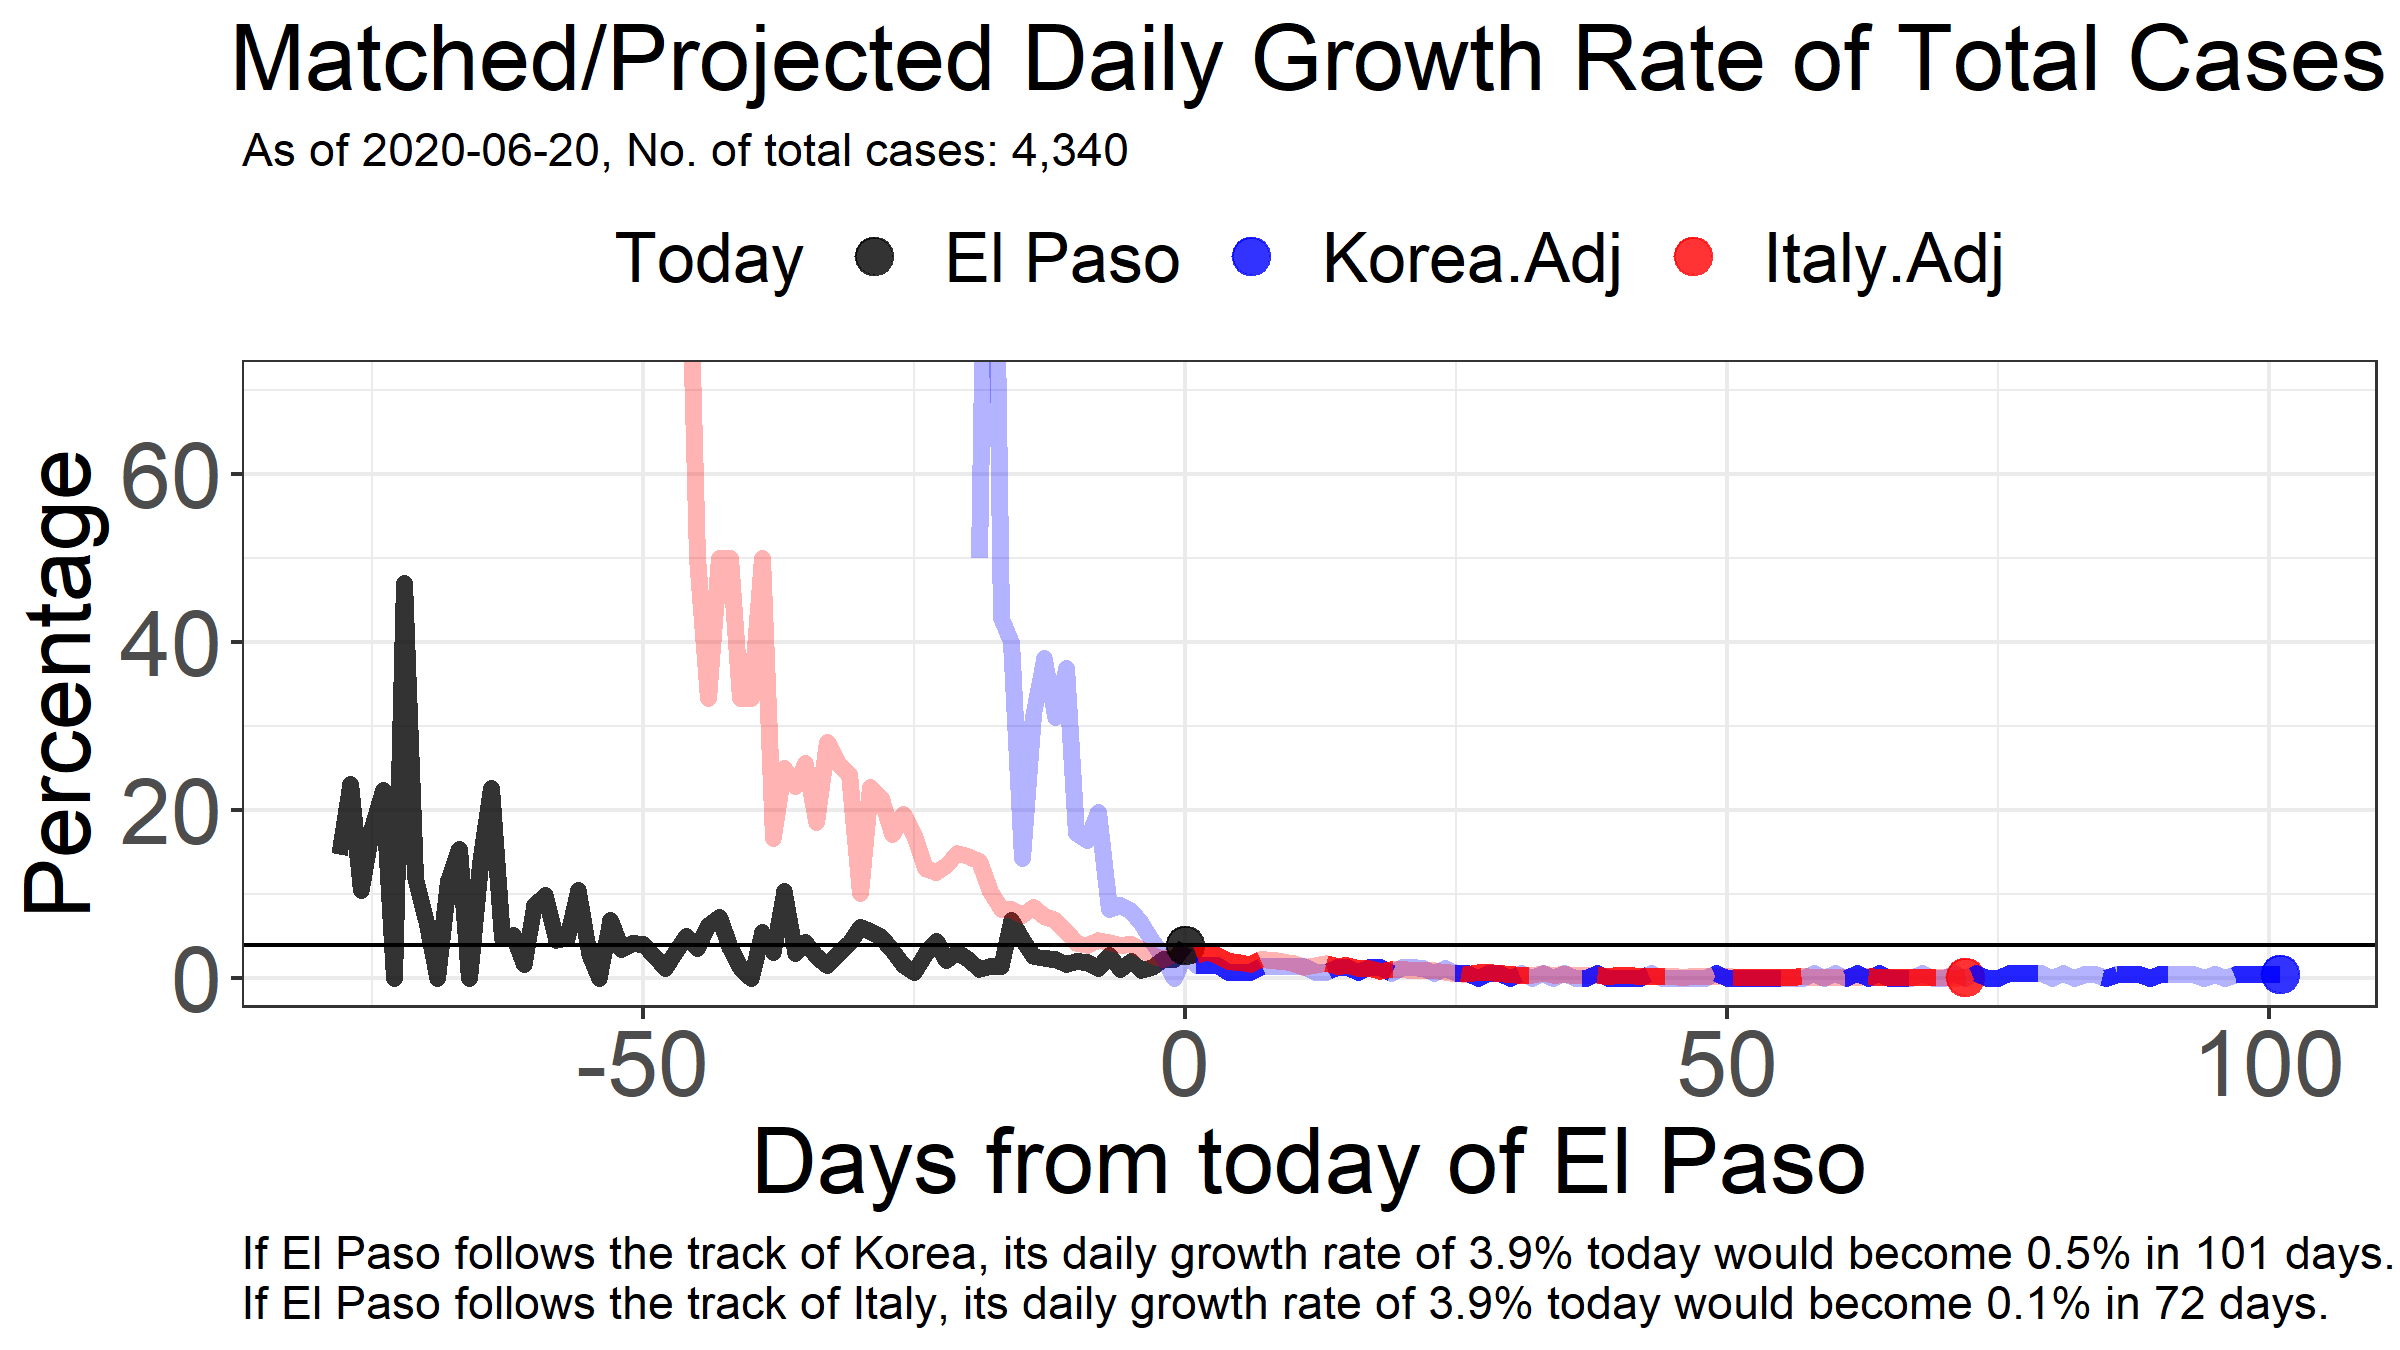 Matched/Projected Daily Growth Rate of Total Cases
As of 2020-06-20, No. of total cases: 4,340
Today El Paso Korea.Adj Italy.Adj
Percentage
60
40
20
0
-50 0 50 100
Days from today of El Paso
If El Paso follows the track of Korea, its daily growth rate of 3.9% today would become 0.5% in 101 days.
If El Paso follows the track of Italy, its daily growth rate of 3.9% today would become 0.1% in 72 days.